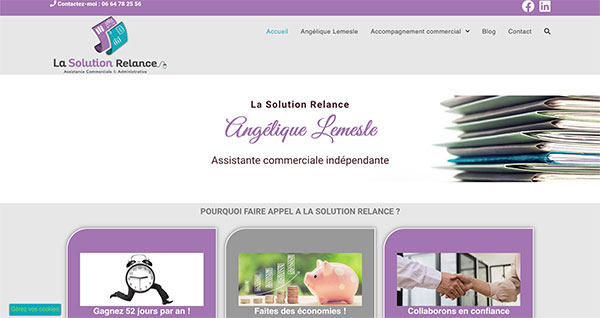 Contactez-moi : 06 64 78 25 56
La Solution Relance
Assistance Commerciale & Administrative
Accueil
Angélique Lemesle
Accompagnement commercial
Blog
Contact
La Solution Relance
Angélique Lemesle
Assistante commerciale indépendante
POURQUOI FAIRE APPEL A LA SOLUTION RELANCE ?
Gagnez 52 jours par an !
Faites des économies !
Collaborons en confiance
Gérez vos cookies